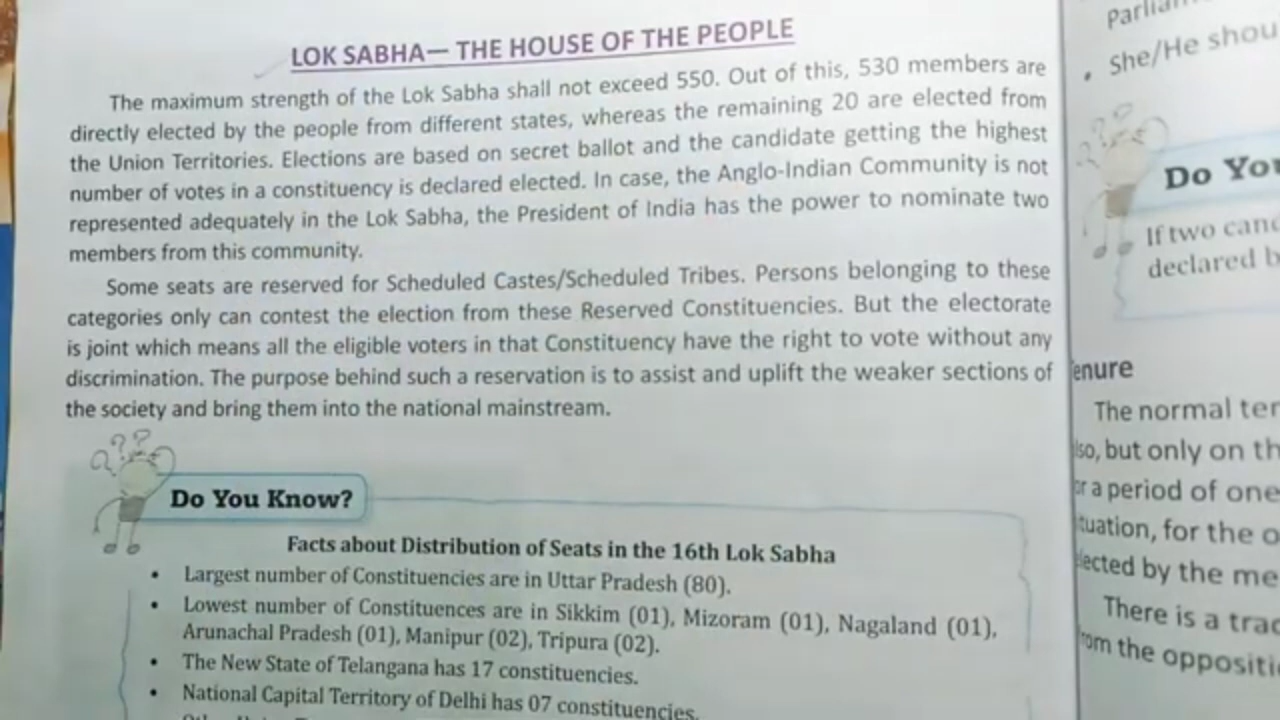 LOK SABHA— THE HOUSE OF THE PEOPLE
The maximum strength of the Lok Sabha shall not exceed 550. Out of this, 530 members are
directly elected by the people from different states, whereas the remaining 20 are elected from
the Union Territories. Elections are based on secret ballot and the candidate getting the highest
number of votes in a constituency is declared elected. In case, the Anglo-Indian Community is not
represented adequately in the Lok Sabha, the President of India has the power to nominate two
members from this community.
Some seats are reserved for Scheduled Castes/Scheduled Tribes. Persons belonging to these
categories only can contest the election from these Reserved Constituencies. But the electorate
is joint which means all the eligible voters in that Constituency have the right to vote without any
discrimination. The purpose behind such a reservation is to assist and uplift the weaker sections of
the society and bring them into the national mainstream.
???
Do You Know?
Facts about Distribution of Seats in the 16th Lok Sabha
• Largest number of Constituencies are in Uttar Pradesh (80).
• Lowest number of Constituences are in Sikkim (01), Mizoram (01), Nagaland (01),
Arunachal Pradesh (01), Manipur (02), Tripura (02).
• The New State of Telangana has 17 constituencies.
• National Capital Territory of Delhi has 07 constituencies.
• She/He shou
???
Do You
If two canc
declared b
enure
The normal ter
lso, but only on th
or a period of one
tuation, for the o
lected by the me
There is a trac
rom the oppositi